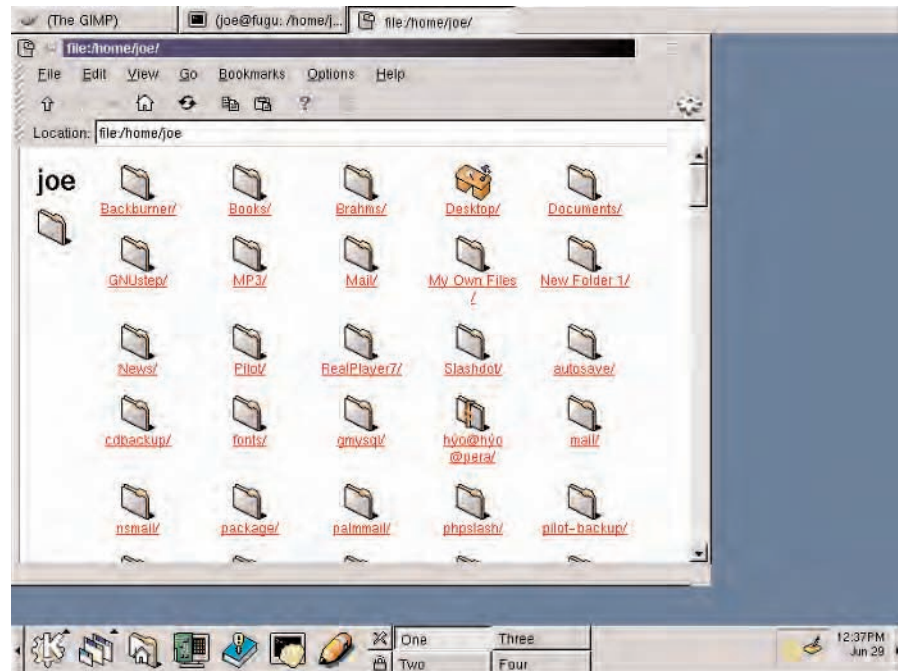 (The GIMP)
(joe@fugu: /home/j...
file:/home/joe/
file:/home/joe/
File Edit View Go Bookmarks Options Help
?
Location: file:/home/joe
joe
Backburner/ Books/ Brahms/ Desktop/ Documents/
GNUstep/ MP3/ Mail/ My Own Files
/
New Folder 1/
News/ Pilot/ RealPlayer7/ Slashdot/ autosave/
cdbackup/ fonts/ gmysql/ hýo@hýo
@pera/
mail/
nsmail/ package/ palmmail/ phpslash/ pilot-backup/
K
One Three
Two Four
12:37PM
Jun 29